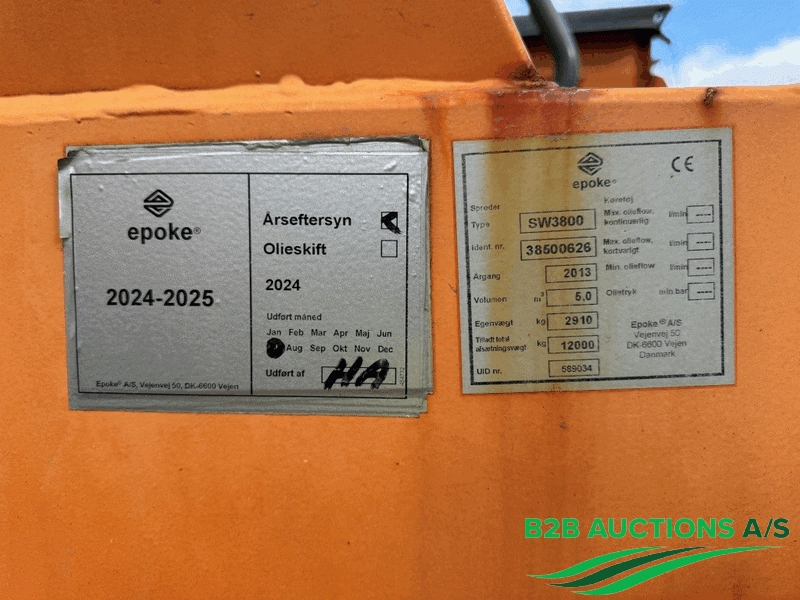 epoke®
2024-2025
Epoke® A/S, Vejenvej 50, DK-6600 Vejen
Årseftersyn
Olieskift
2024
Udført måned
Jan Feb Mar Apr Maj Jun
Aug Sep Okt Nov Dec
Udført af HA
epoke®
CE
Spreder
Type SW3800
Ident. nr. 38500626
Årgang 2013
Volumen m³ 5,0
Egenvægt kg 2910
Tilladt total
afsætningsvægt kg 12000
UID nr. 589034
Køretøj
Max. olieflow,
kontinuerlig l/min ----
Max. olieflow,
kortvarigt l/min ----
Min. olieflow l/min ----
Olietryk min.bar ----
Epoke® A/S
Vejenvej 50
DK-6600 Vejen
Danmark
B2B AUCTIONS A/S